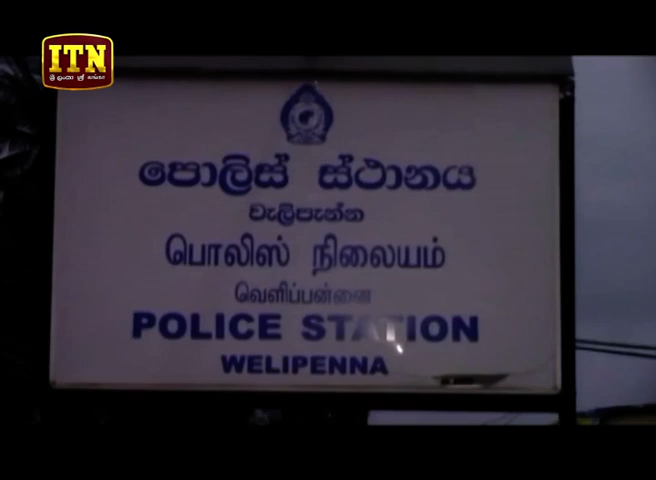 ITN
පොලිස් ස්ථානය
වැලිපැන්න
பொலிஸ் நிலையம்
வெளிப்பன்னை
POLICE STATION
WELIPENNA